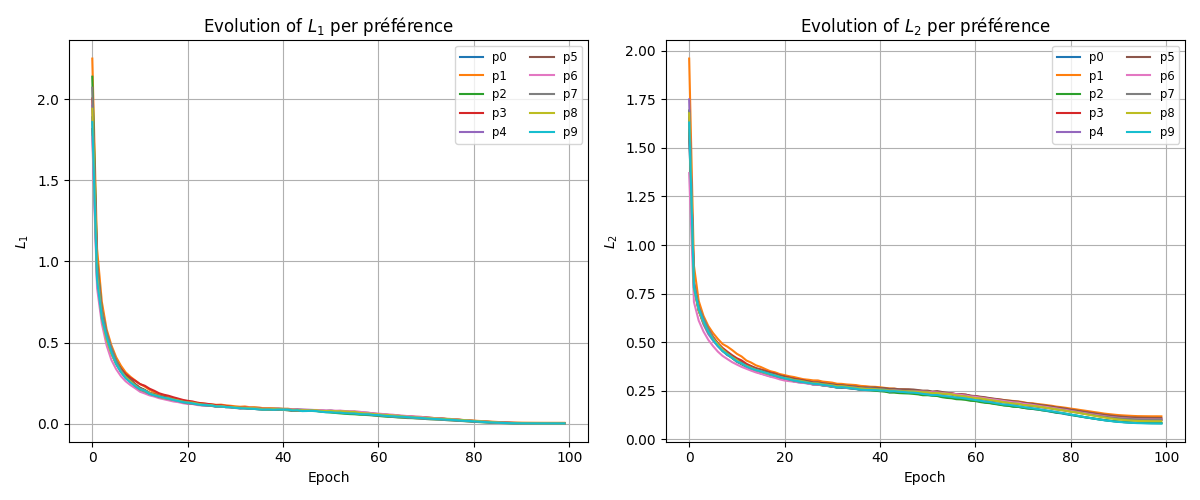 Evolution of L₁ per préférence
2.0
1.5
1.0
0.5
0.0
L₁
0 20 40 60 80 100
Epoch
p0 p5
p1 p6
p2 p7
p3 p8
p4 p9
Evolution of L₂ per préférence
2.00
1.75
1.50
1.25
1.00
0.75
0.50
0.25
0.00
L₂
0 20 40 60 80 100
Epoch
p0 p5
p1 p6
p2 p7
p3 p8
p4 p9